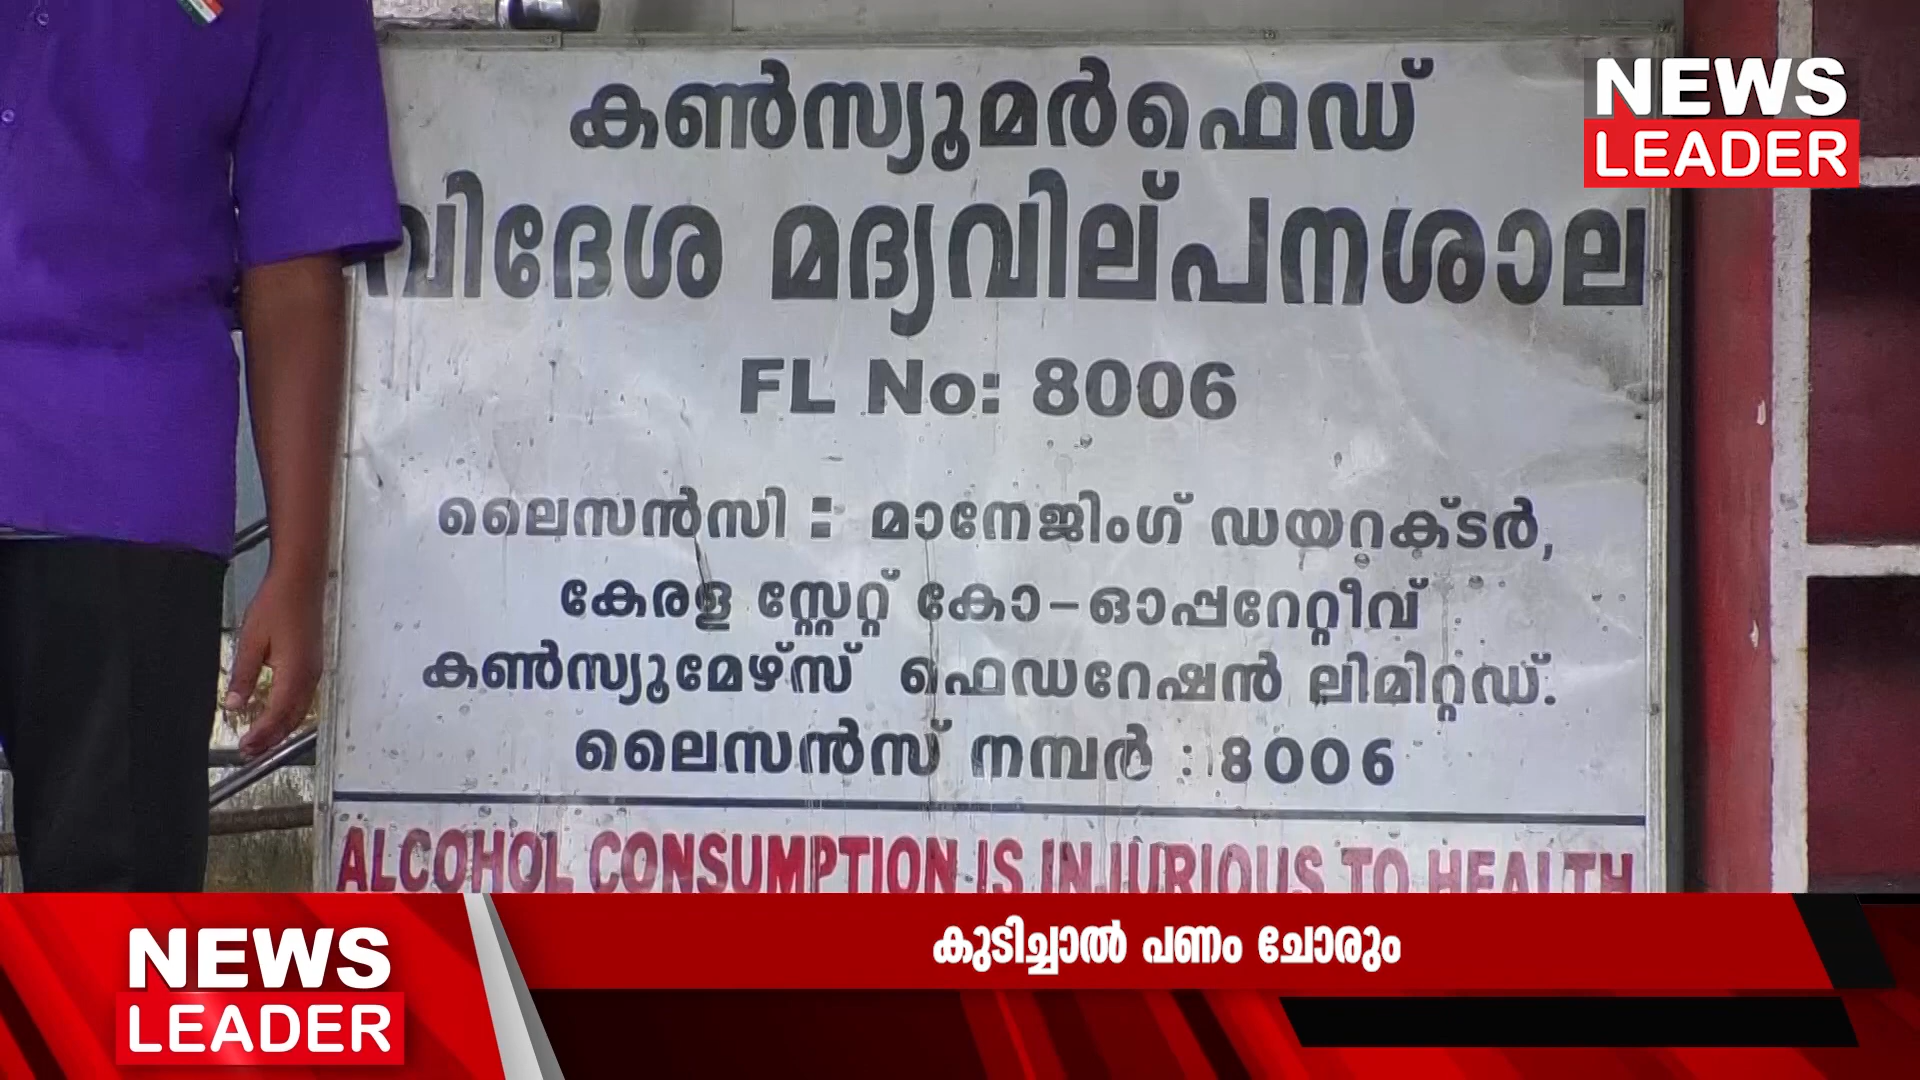 കൺസ്യൂമർഫെഡ്
വിദേശ മദ്യവില്പനശാല
FL No: 8006
ലൈസൻസി : മാനേജിംഗ് ഡയറക്ടർ,
കേരള സ്റ്റേറ്റ് കോ-ഓപ്പറേറ്റീവ്
കൺസ്യൂമേഴ്സ് ഫെഡറേഷൻ ലിമിറ്റഡ്.
ലൈസൻസ് നമ്പർ : 8006
ALCOHOL CONSUMPTION IS INJURIOUS TO HEALTH
NEWS
LEADER
കുടിച്ചാൽ പണം ചോരും
NEWS
LEADER